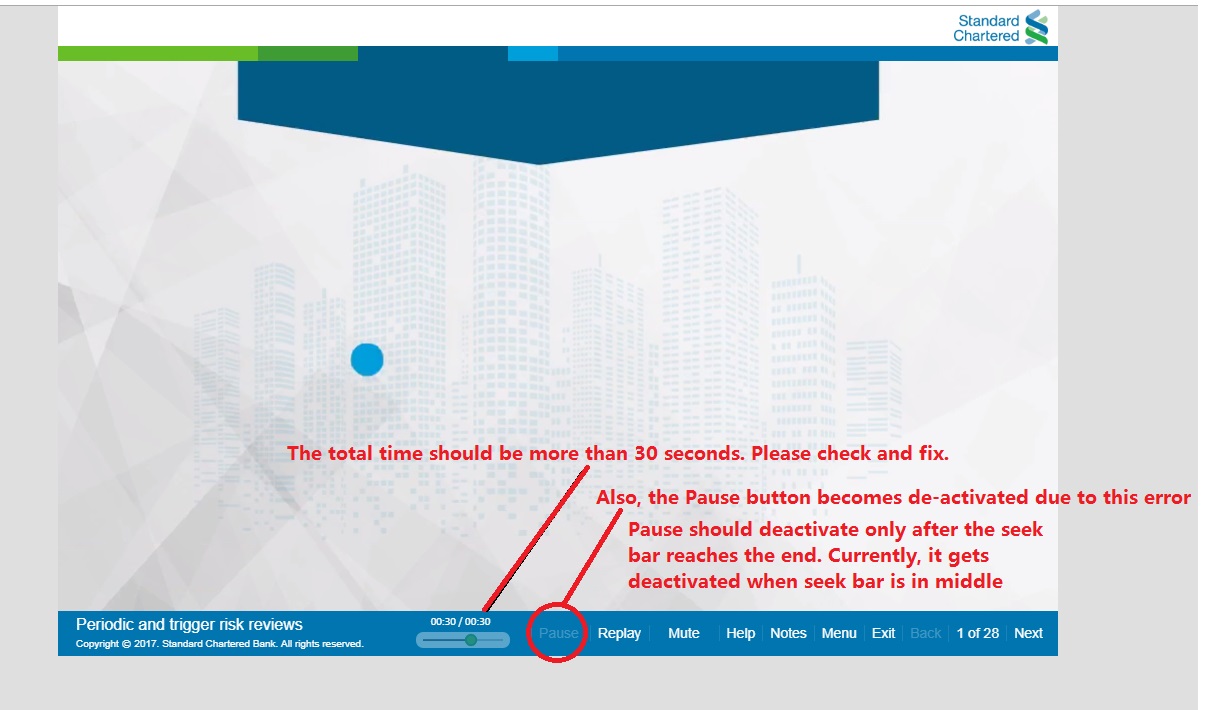 Standard
Chartered
The total time should be more than 30 seconds. Please check and fix.
Also, the Pause button becomes de-activated due to this error
Pause should deactivate only after the seek
bar reaches the end. Currently, it gets
deactivated when seek bar is in middle
Periodic and trigger risk reviews
Copyright © 2017. Standard Chartered Bank. All rights reserved.
00:30 / 00:30
Pause Replay Mute Help Notes Menu Exit Back 1 of 28 Next